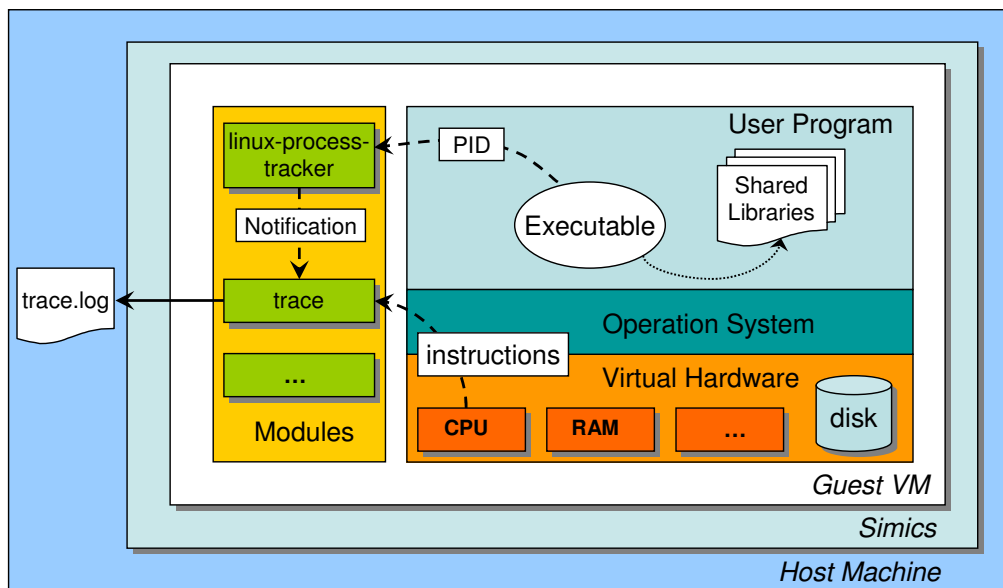 linux-process-
tracker
Notification
trace
...
Modules
trace.log
PID
User Program
Executable
Shared
Libraries
Operation System
instructions
Virtual Hardware
CPU
RAM
...
disk
Guest VM
Simics
Host Machine